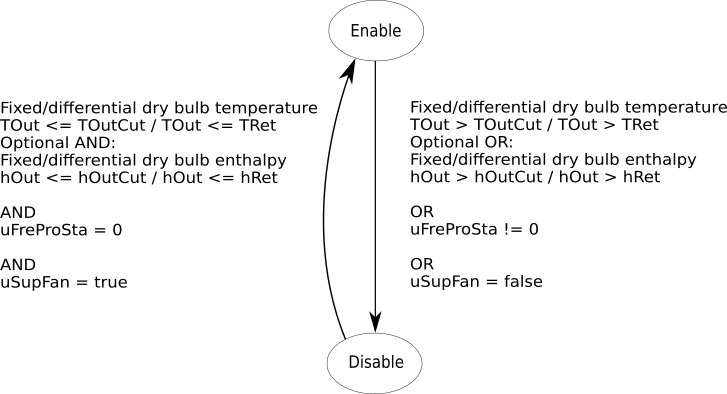 Enable
Fixed/differential dry bulb temperature
TOut <= TOutCut / TOut <= TRet
Optional AND:
Fixed/differential dry bulb enthalpy
hOut <= hOutCut / hOut <= hRet
AND
uFreProSta = 0
AND
uSupFan = true
Fixed/differential dry bulb temperature
TOut > TOutCut / TOut > TRet
Optional OR:
Fixed/differential dry bulb enthalpy
hOut > hOutCut / hOut > hRet
OR
uFreProSta != 0
OR
uSupFan = false
Disable